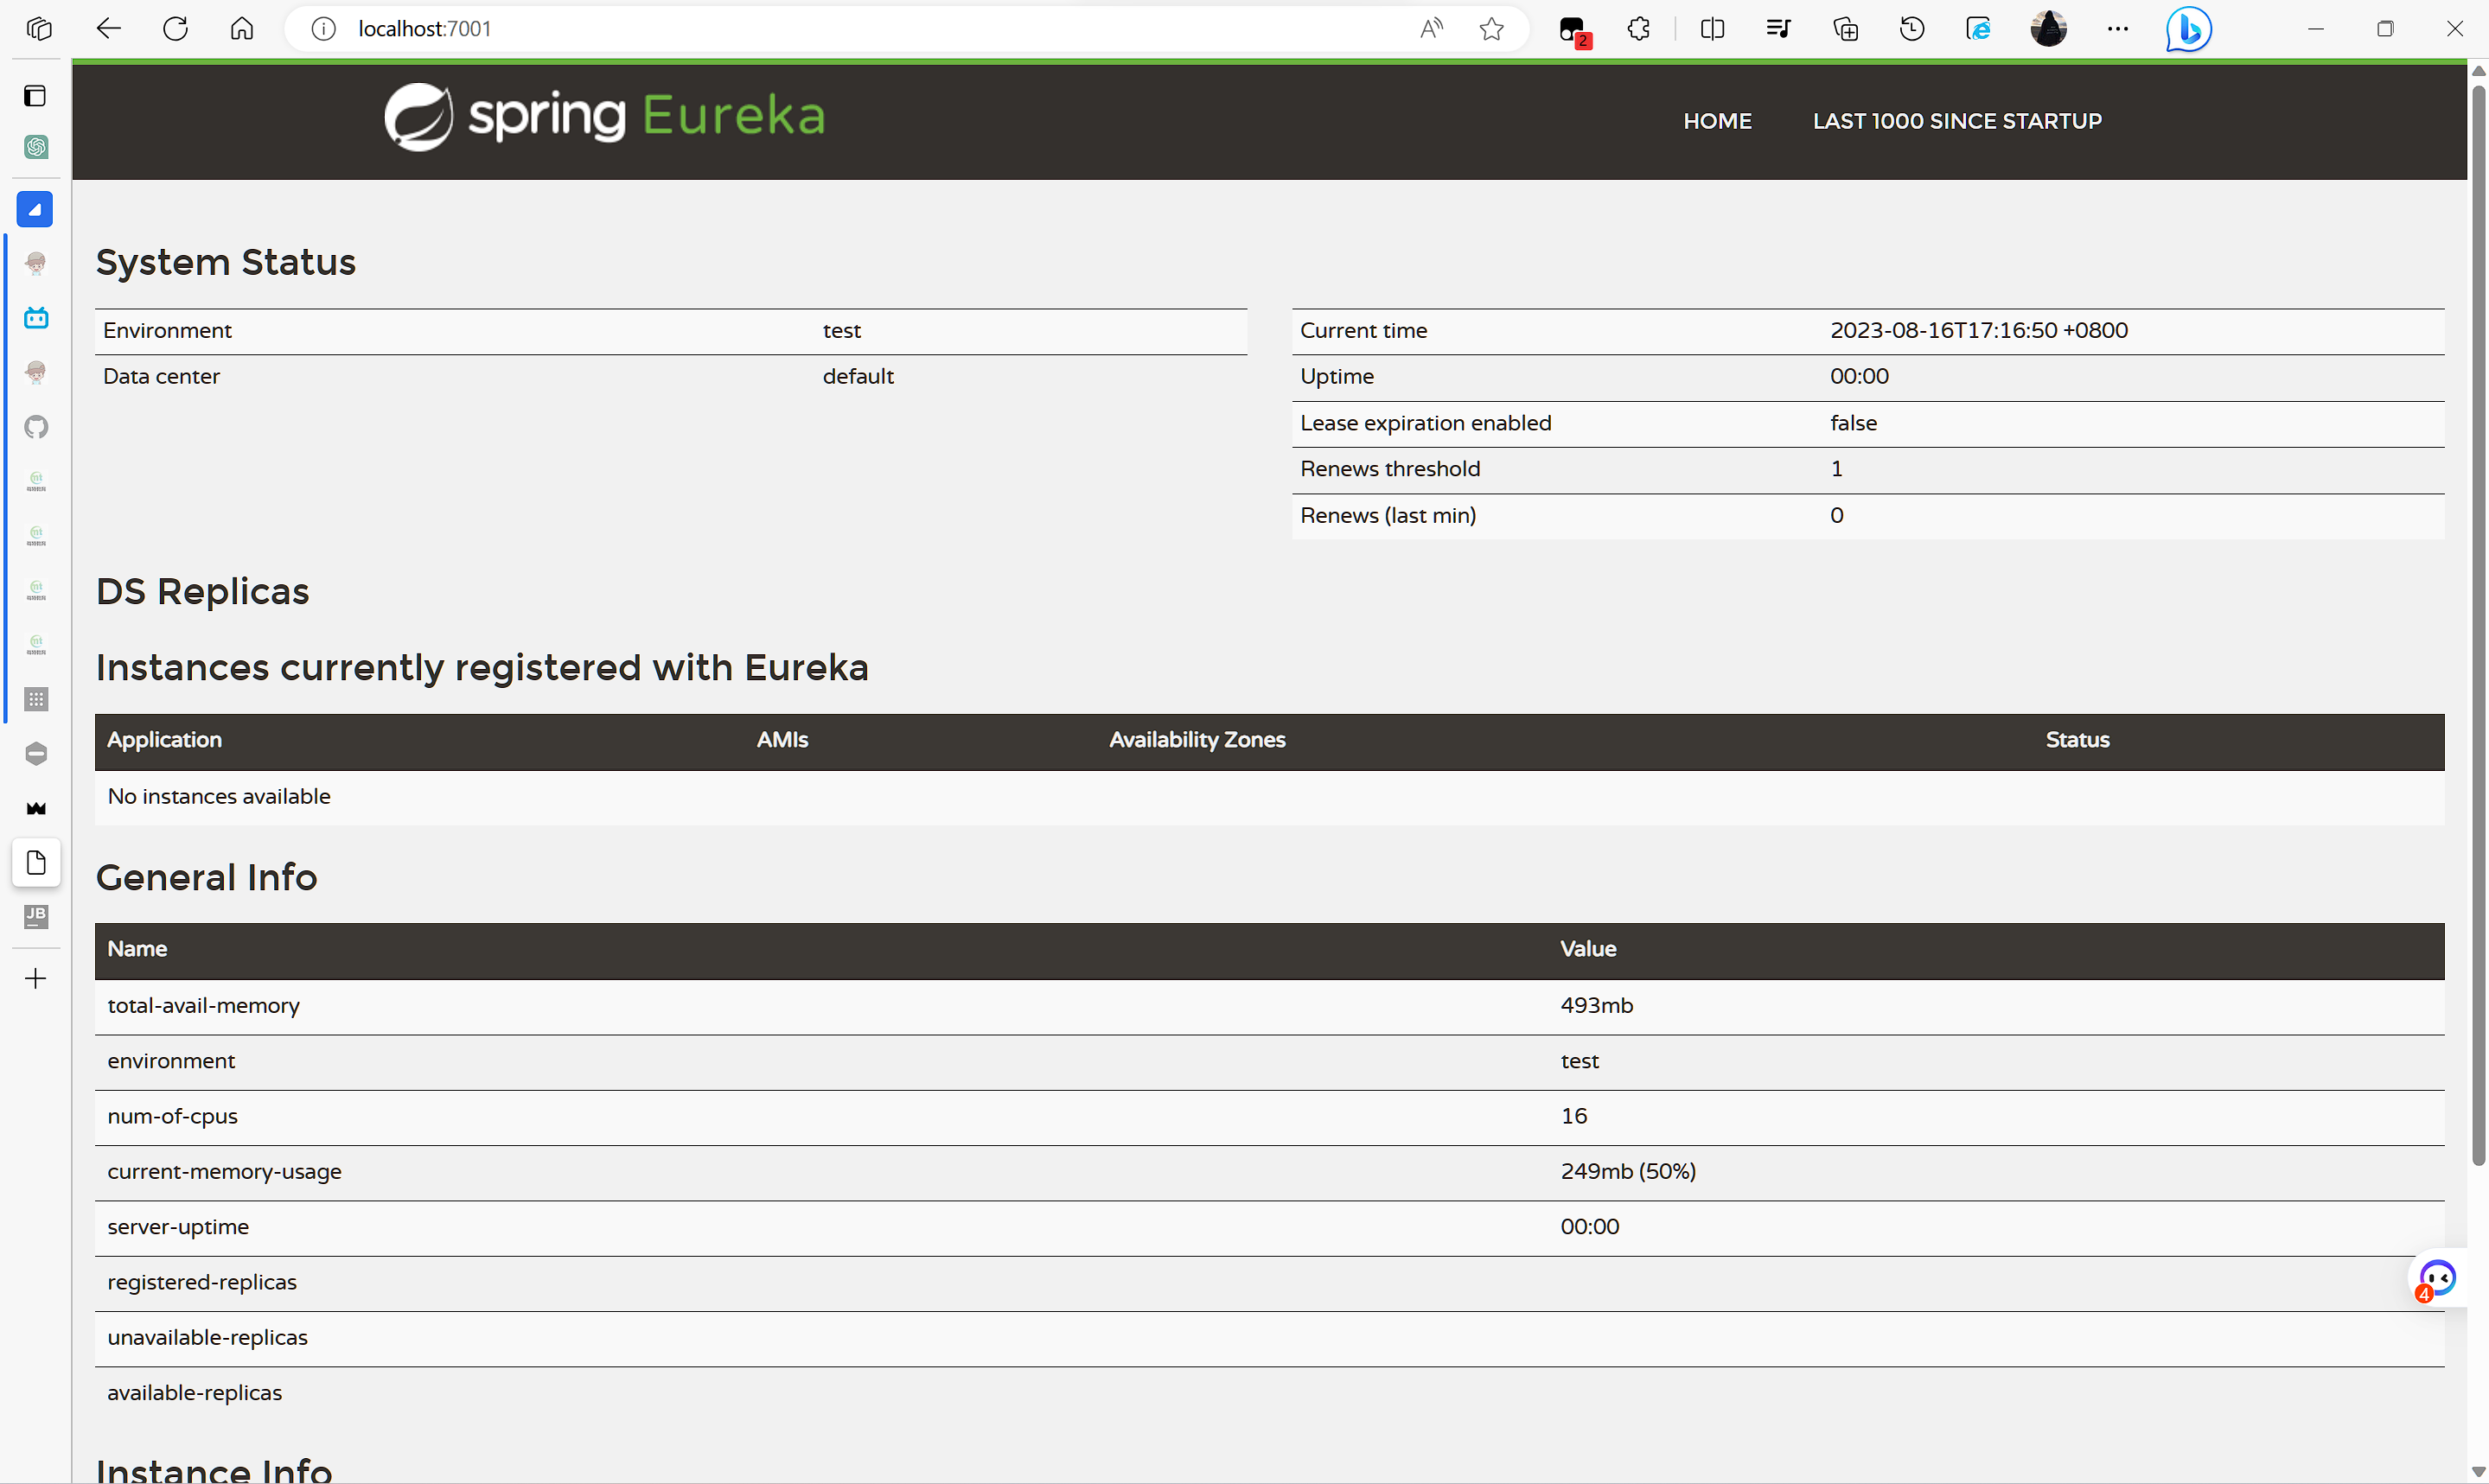 localhost:7001
2
spring Eureka
HOME LAST 1000 SINCE STARTUP
System Status
Environment test
Data center default
Current time 2023-08-16T17:16:50 +0800
Uptime 00:00
Lease expiration enabled false
Renews threshold 1
Renews (last min) 0
DS Replicas
Instances currently registered with Eureka
Application AMIs Availability Zones Status
No instances available
General Info
Name Value
total-avail-memory 493mb
environment test
num-of-cpus 16
current-memory-usage 249mb (50%)
server-uptime 00:00
registered-replicas
unavailable-replicas
available-replicas
4
JB
Instance Info